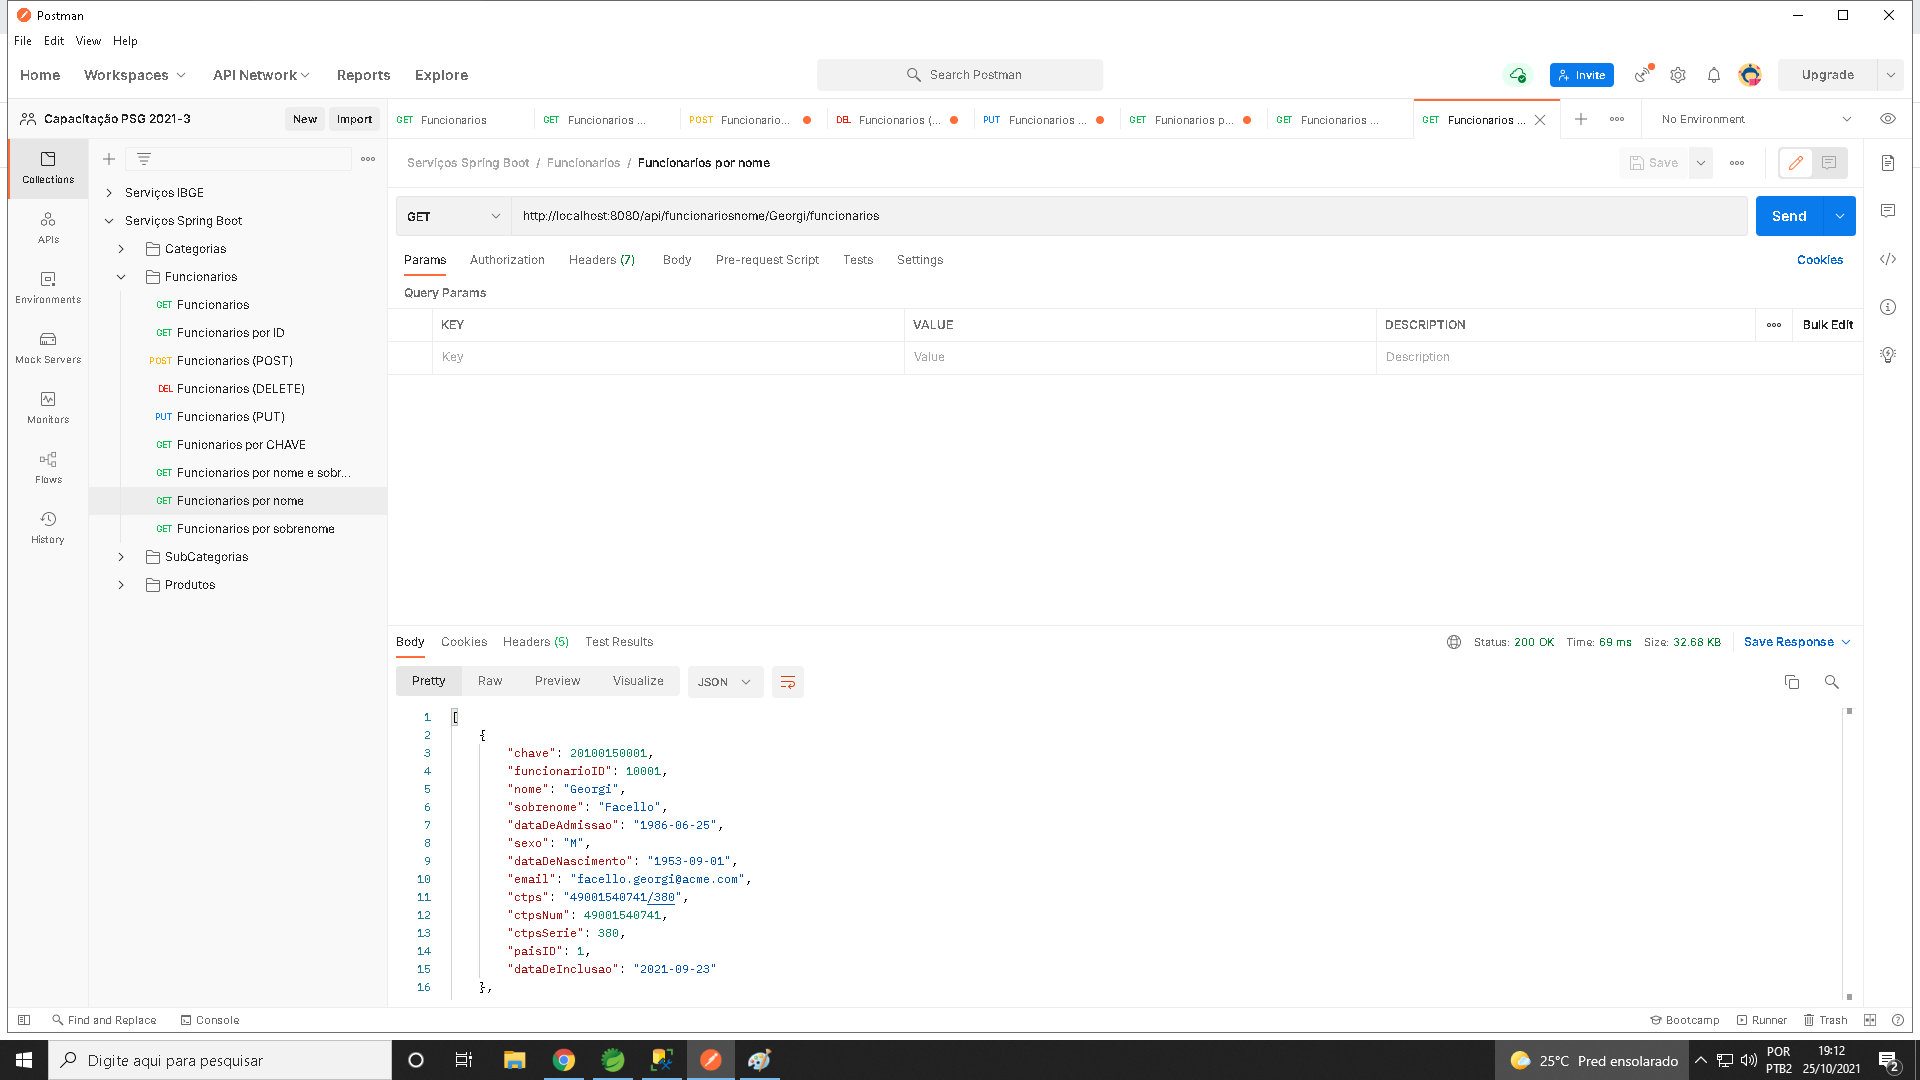 Postman
File Edit View Help
Home Workspaces API Network Reports Explore Search Postman Invite Upgrade
Capacitação PSG 2021-3 New Import
GET Funcionarios GET Funcionarios ... POST Funcionario... DEL Funcionarios (... PUT Funcionarios ... GET Funionarios p... GET Funcionarios ... GET Funcionarios ... No Environment
Serviços Spring Boot / Funcionarios / Funcionarios por nome Save
GET http://localhost:8080/api/funcionariosnome/Georgi/funcionarios Send
Params Authorization Headers (7) Body Pre-request Script Tests Settings Cookies
Query Params
KEY VALUE DESCRIPTION Bulk Edit
Key Value Description
Collections
APIs
Environments
Mock Servers
Monitors
Flows
History
Serviços IBGE
Serviços Spring Boot
Categorias
Funcionarios
GET Funcionarios
GET Funcionarios por ID
POST Funcionarios (POST)
DEL Funcionarios (DELETE)
PUT Funcionarios (PUT)
GET Funionarios por CHAVE
GET Funcionarios por nome e sobr...
GET Funcionarios por nome
GET Funcionarios por sobrenome
SubCategorias
Produtos
Body Cookies Headers (5) Test Results Status: 200 OK Time: 69 ms Size: 32.68 KB Save Response
Pretty Raw Preview Visualize JSON
1 [
2 {
3 "chave": 20100150001,
4 "funcionarioID": 10001,
5 "nome": "Georgi",
6 "sobrenome": "Facello",
7 "dataDeAdmissao": "1986-06-25",
8 "sexo": "M",
9 "dataDeNascimento": "1953-09-01",
10 "email": "facello.georgi@acme.com",
11 "ctps": "49001540741/380",
12 "ctpsNum": 49001540741,
13 "ctpsSerie": 380,
14 "paisID": 1,
15 "dataDeInclusao": "2021-09-23"
16 },
Find and Replace Console Bootcamp Runner Trash
Digite aqui para pesquisar 25°C Pred ensolarado POR PTB2 19:12 25/10/2021 2